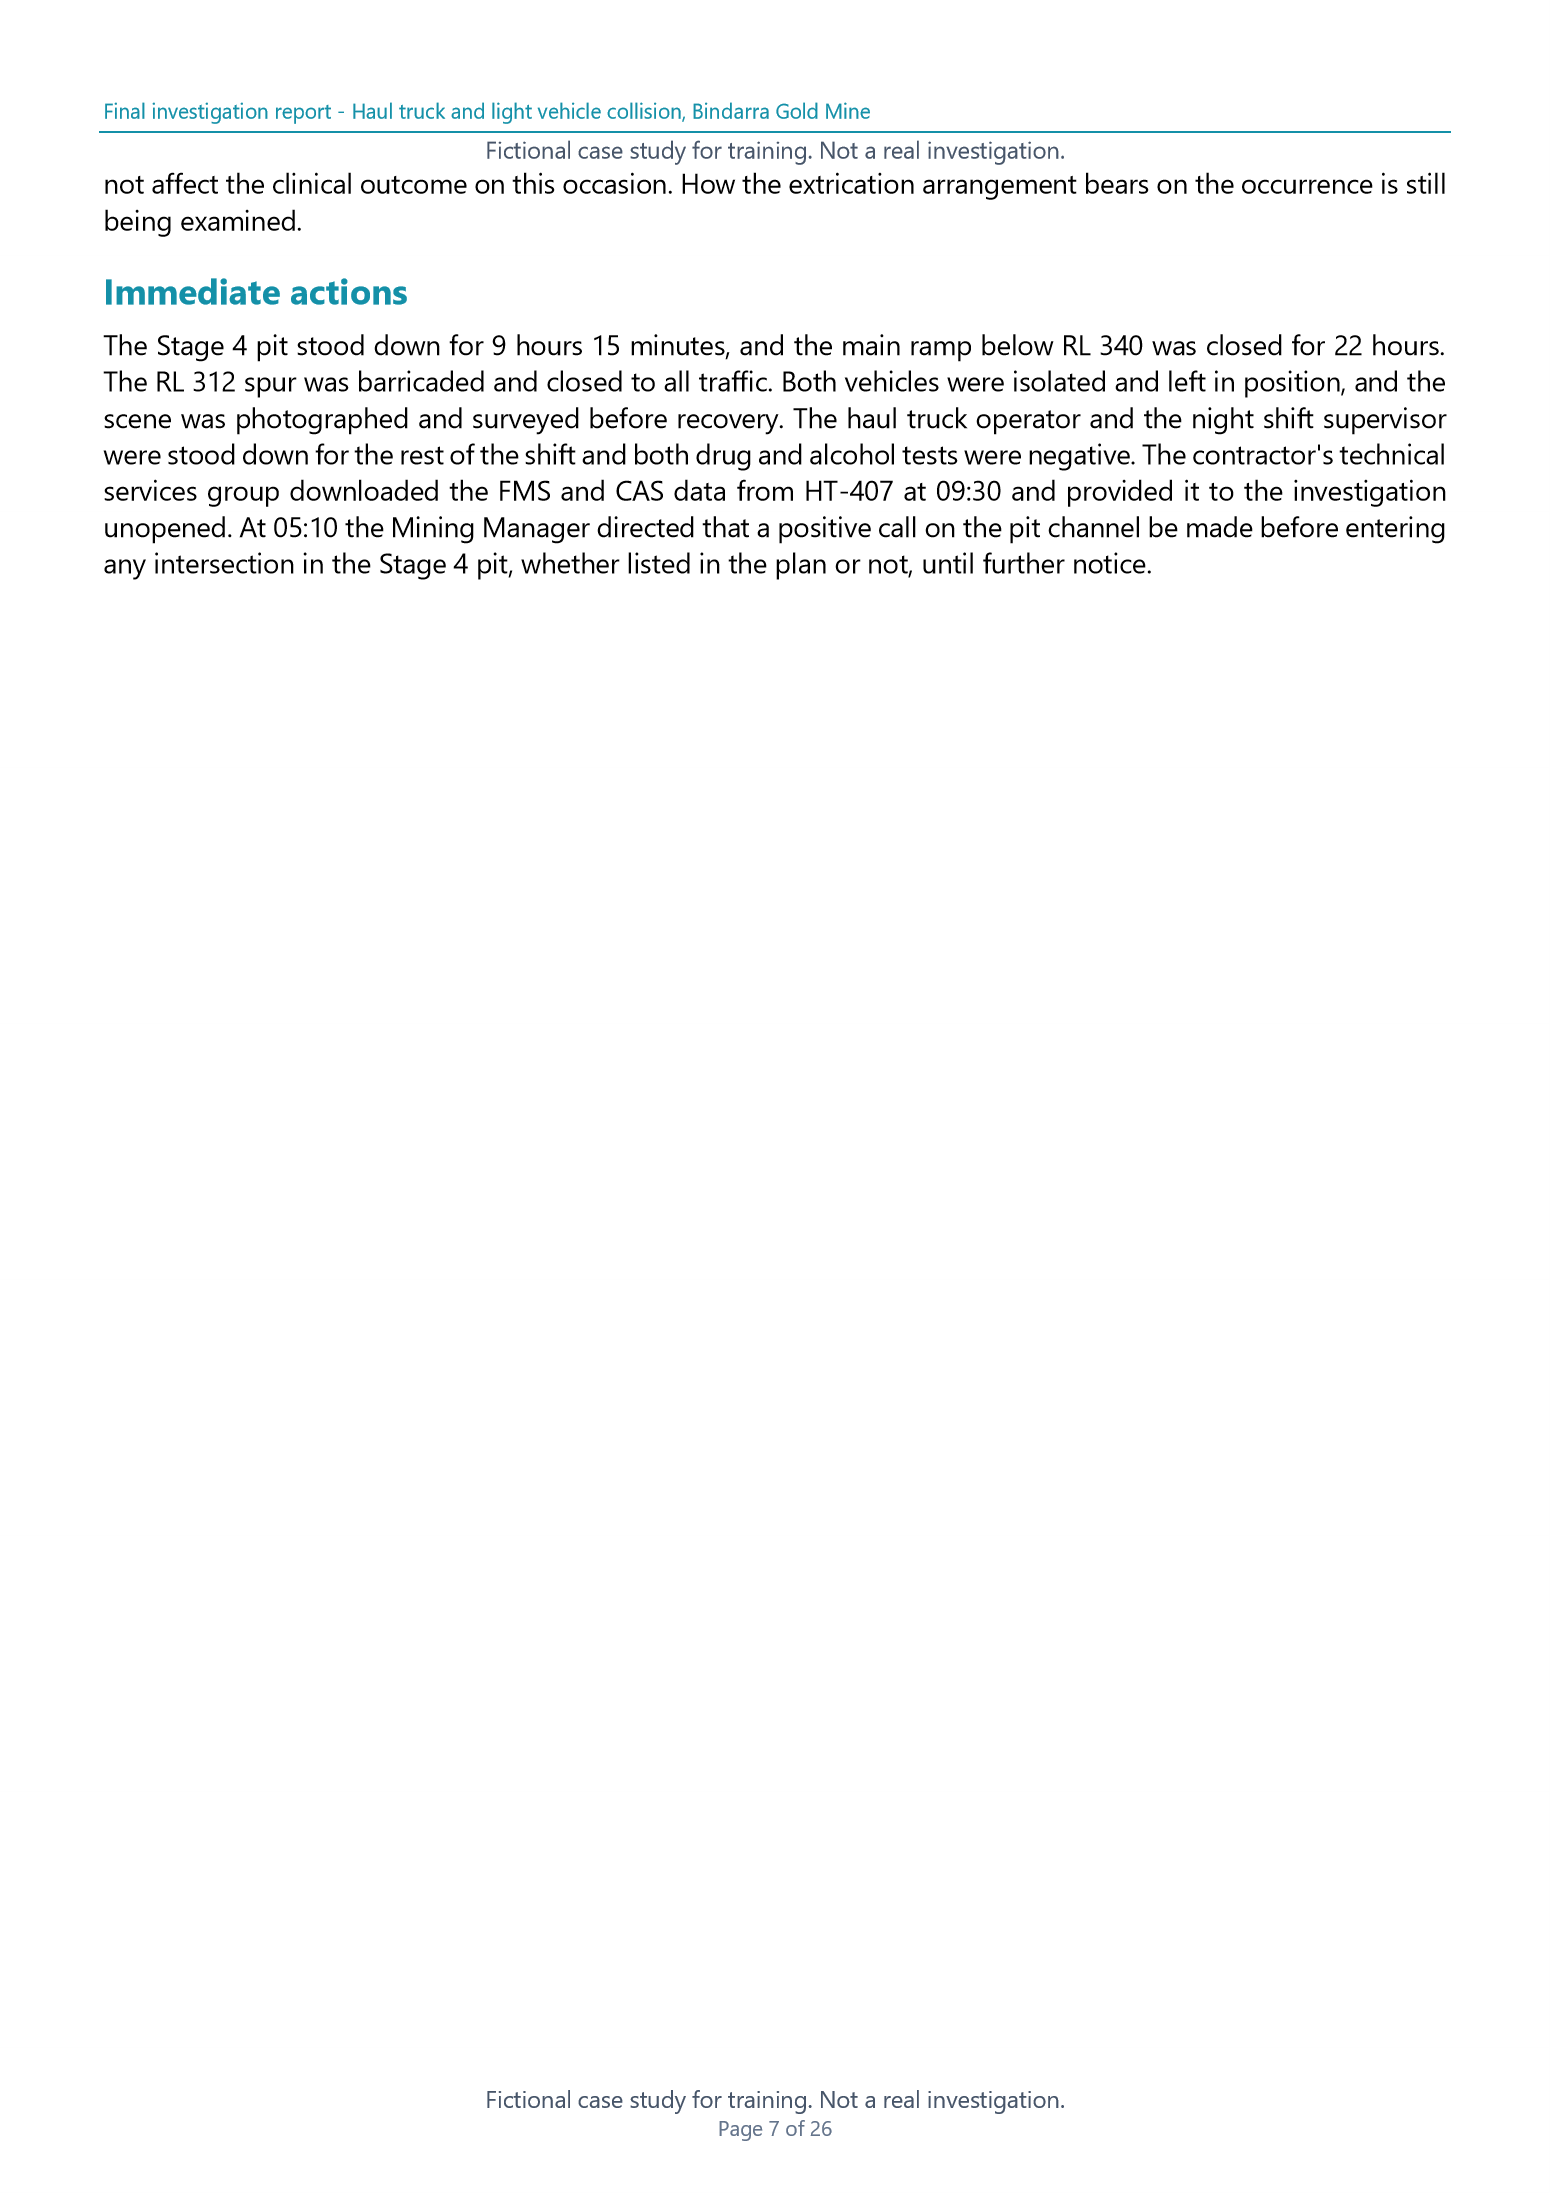 Final investigation report - Haul truck and light vehicle collision, Bindarra Gold Mine
Fictional case study for training. Not a real investigation.
not affect the clinical outcome on this occasion. How the extrication arrangement bears on the occurrence is still
being examined.
Immediate actions
The Stage 4 pit stood down for 9 hours 15 minutes, and the main ramp below RL 340 was closed for 22 hours.
The RL 312 spur was barricaded and closed to all traffic. Both vehicles were isolated and left in position, and the
scene was photographed and surveyed before recovery. The haul truck operator and the night shift supervisor
were stood down for the rest of the shift and both drug and alcohol tests were negative. The contractor's technical
services group downloaded the FMS and CAS data from HT-407 at 09:30 and provided it to the investigation
unopened. At 05:10 the Mining Manager directed that a positive call on the pit channel be made before entering
any intersection in the Stage 4 pit, whether listed in the plan or not, until further notice.
Fictional case study for training. Not a real investigation.
Page 7 of 26